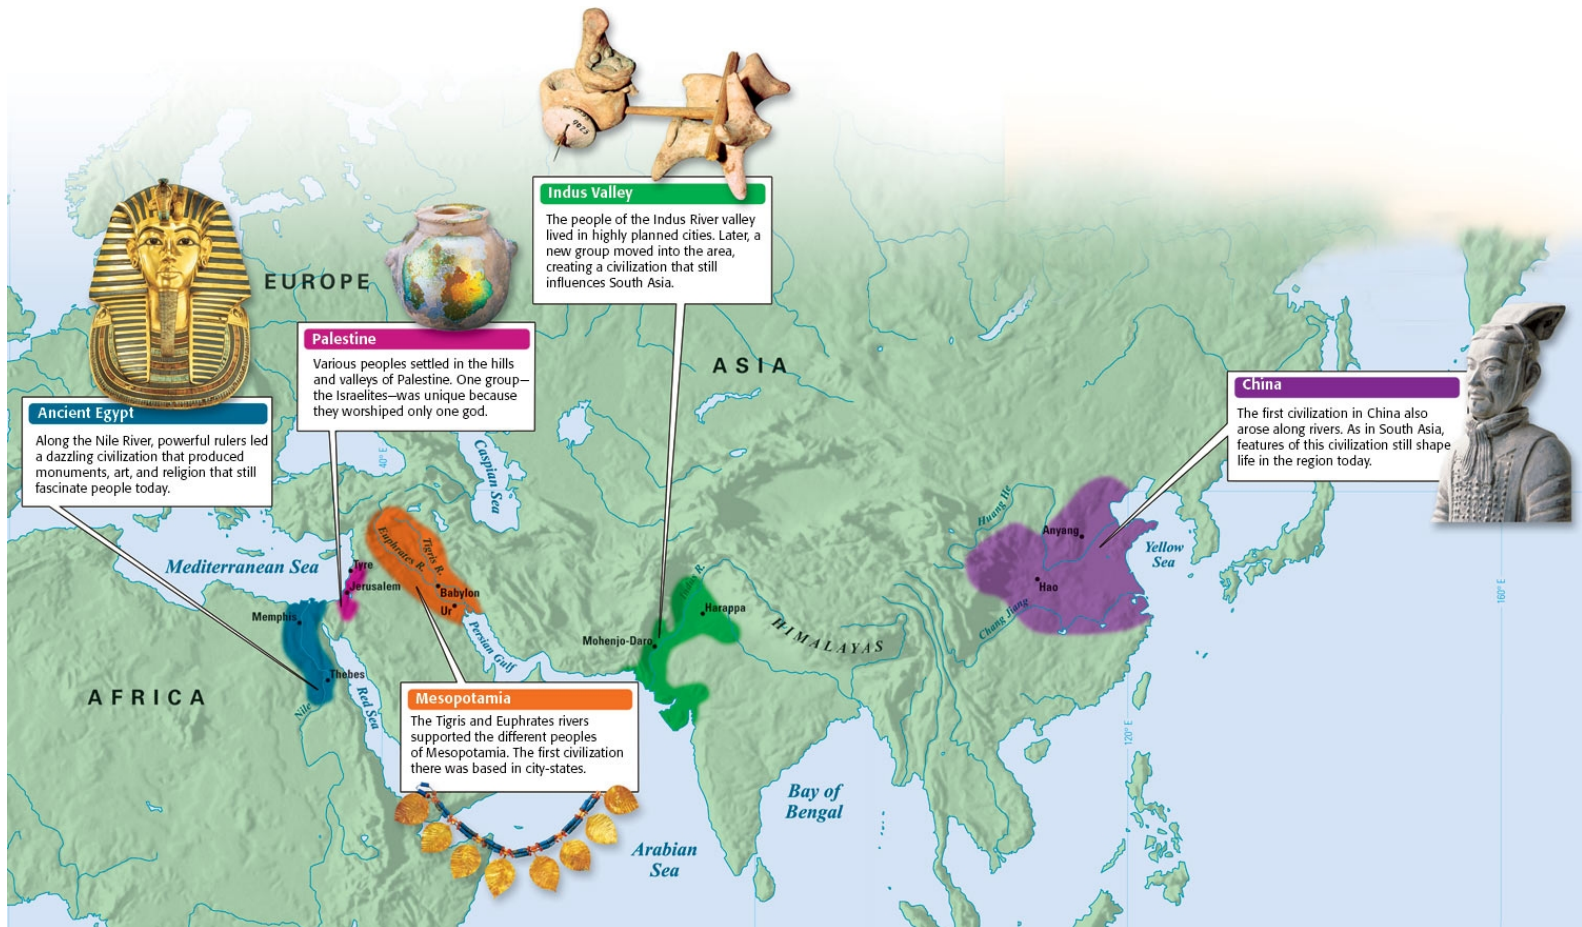 Indus Valley
The people of the Indus River valley
lived in highly planned cities. Later, a
new group moved into the area,
creating a civilization that still
influences South Asia.
EUROPE
Palestine
Various peoples settled in the hills
and valleys of Palestine. One group—
the Israelites—was unique because
they worshiped only one god.
ASIA
China
The first civilization in China also
arose along rivers. As in South Asia,
features of this civilization still shape
life in the region today.
Ancient Egypt
Along the Nile River, powerful rulers led
a dazzling civilization that produced
monuments, art, and religion that still
fascinate people today.
40°E
Caspian Sea
Huang He
Anyang
Yellow
Sea
Hao
Chang Jiang
Mediterranean Sea
Tyre
Jerusalem
Euphrates R.
Tigris R.
Babylon
Ur
Memphis
Thebes
Nile
Red Sea
Persian Gulf
Indus R.
Harappa
Mohenjo-Daro
HIMALAYAS
160°E
AFRICA
Mesopotamia
The Tigris and Euphrates rivers
supported the different peoples
of Mesopotamia. The first civilization
there was based in city-states.
120°E
Bay of
Bengal
Arabian
Sea